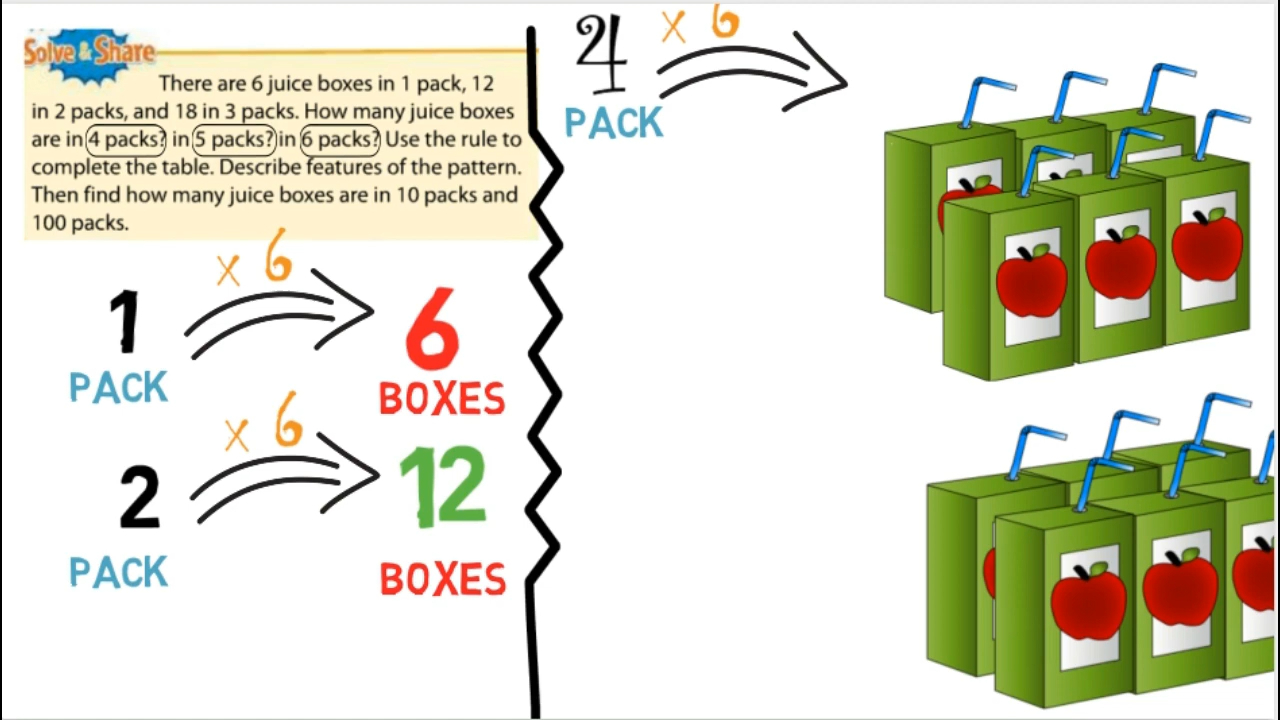 Solve & Share
There are 6 juice boxes in 1 pack, 12
in 2 packs, and 18 in 3 packs. How many juice boxes
are in 4 packs? in 5 packs? in 6 packs? Use the rule to
complete the table. Describe features of the pattern.
Then find how many juice boxes are in 10 packs and
100 packs.
1 x 6 6
PACK BOXES
2 x 6 12
PACK BOXES
4 x 6
PACK